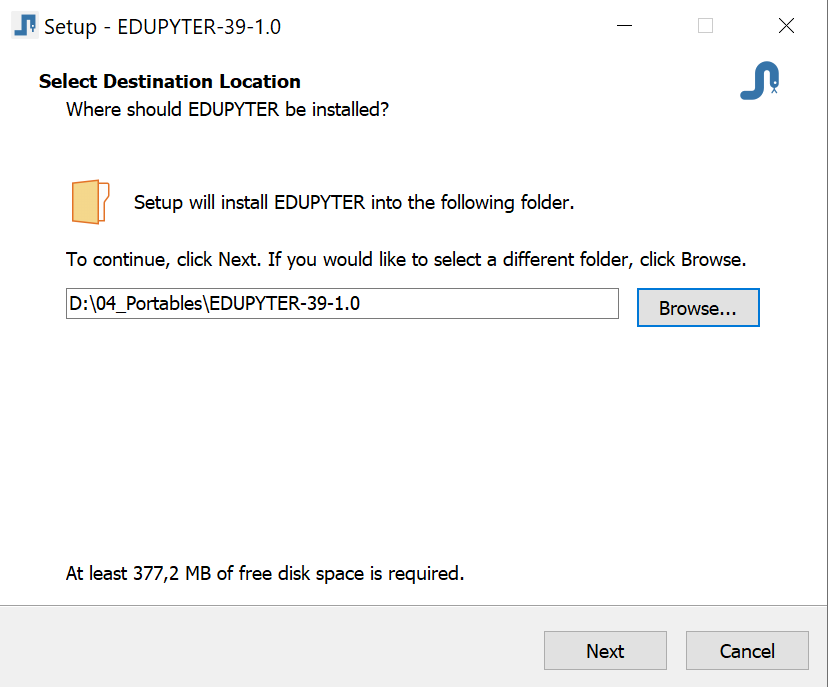 Setup - EDUPYTER-39-1.0
Select Destination Location
Where should EDUPYTER be installed?
Setup will install EDUPYTER into the following folder.
To continue, click Next. If you would like to select a different folder, click Browse.
D:\04_Portables\EDUPYTER-39-1.0
Browse...
At least 377,2 MB of free disk space is required.
Next
Cancel